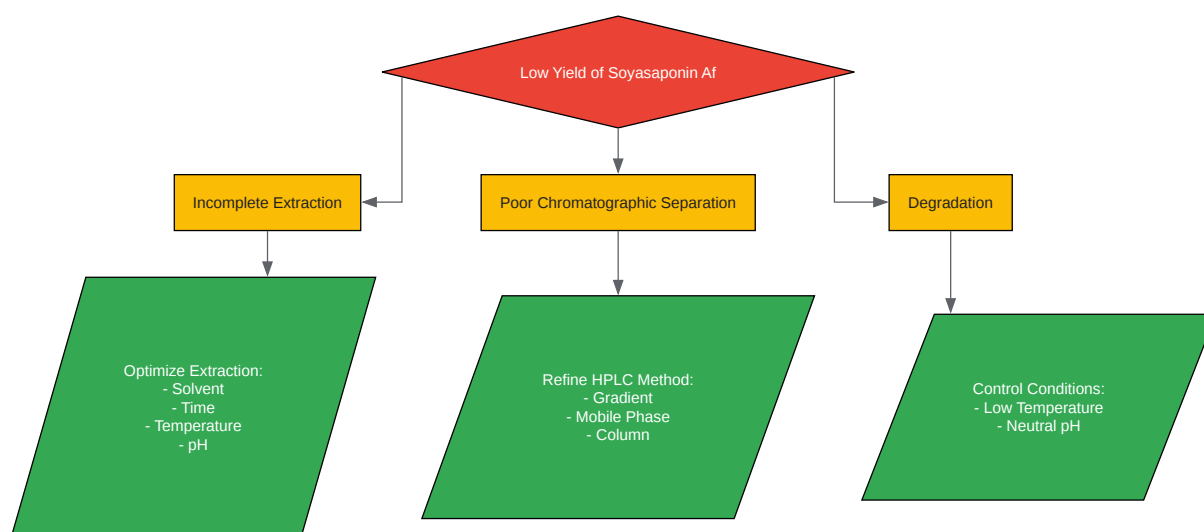 Low Yield of Soyasaponin Af
Incomplete Extraction
Poor Chromatographic Separation
Degradation
Optimize Extraction:
- Solvent
- Time
- Temperature
- pH
Refine HPLC Method:
- Gradient
- Mobile Phase
- Column
Control Conditions:
- Low Temperature
- Neutral pH